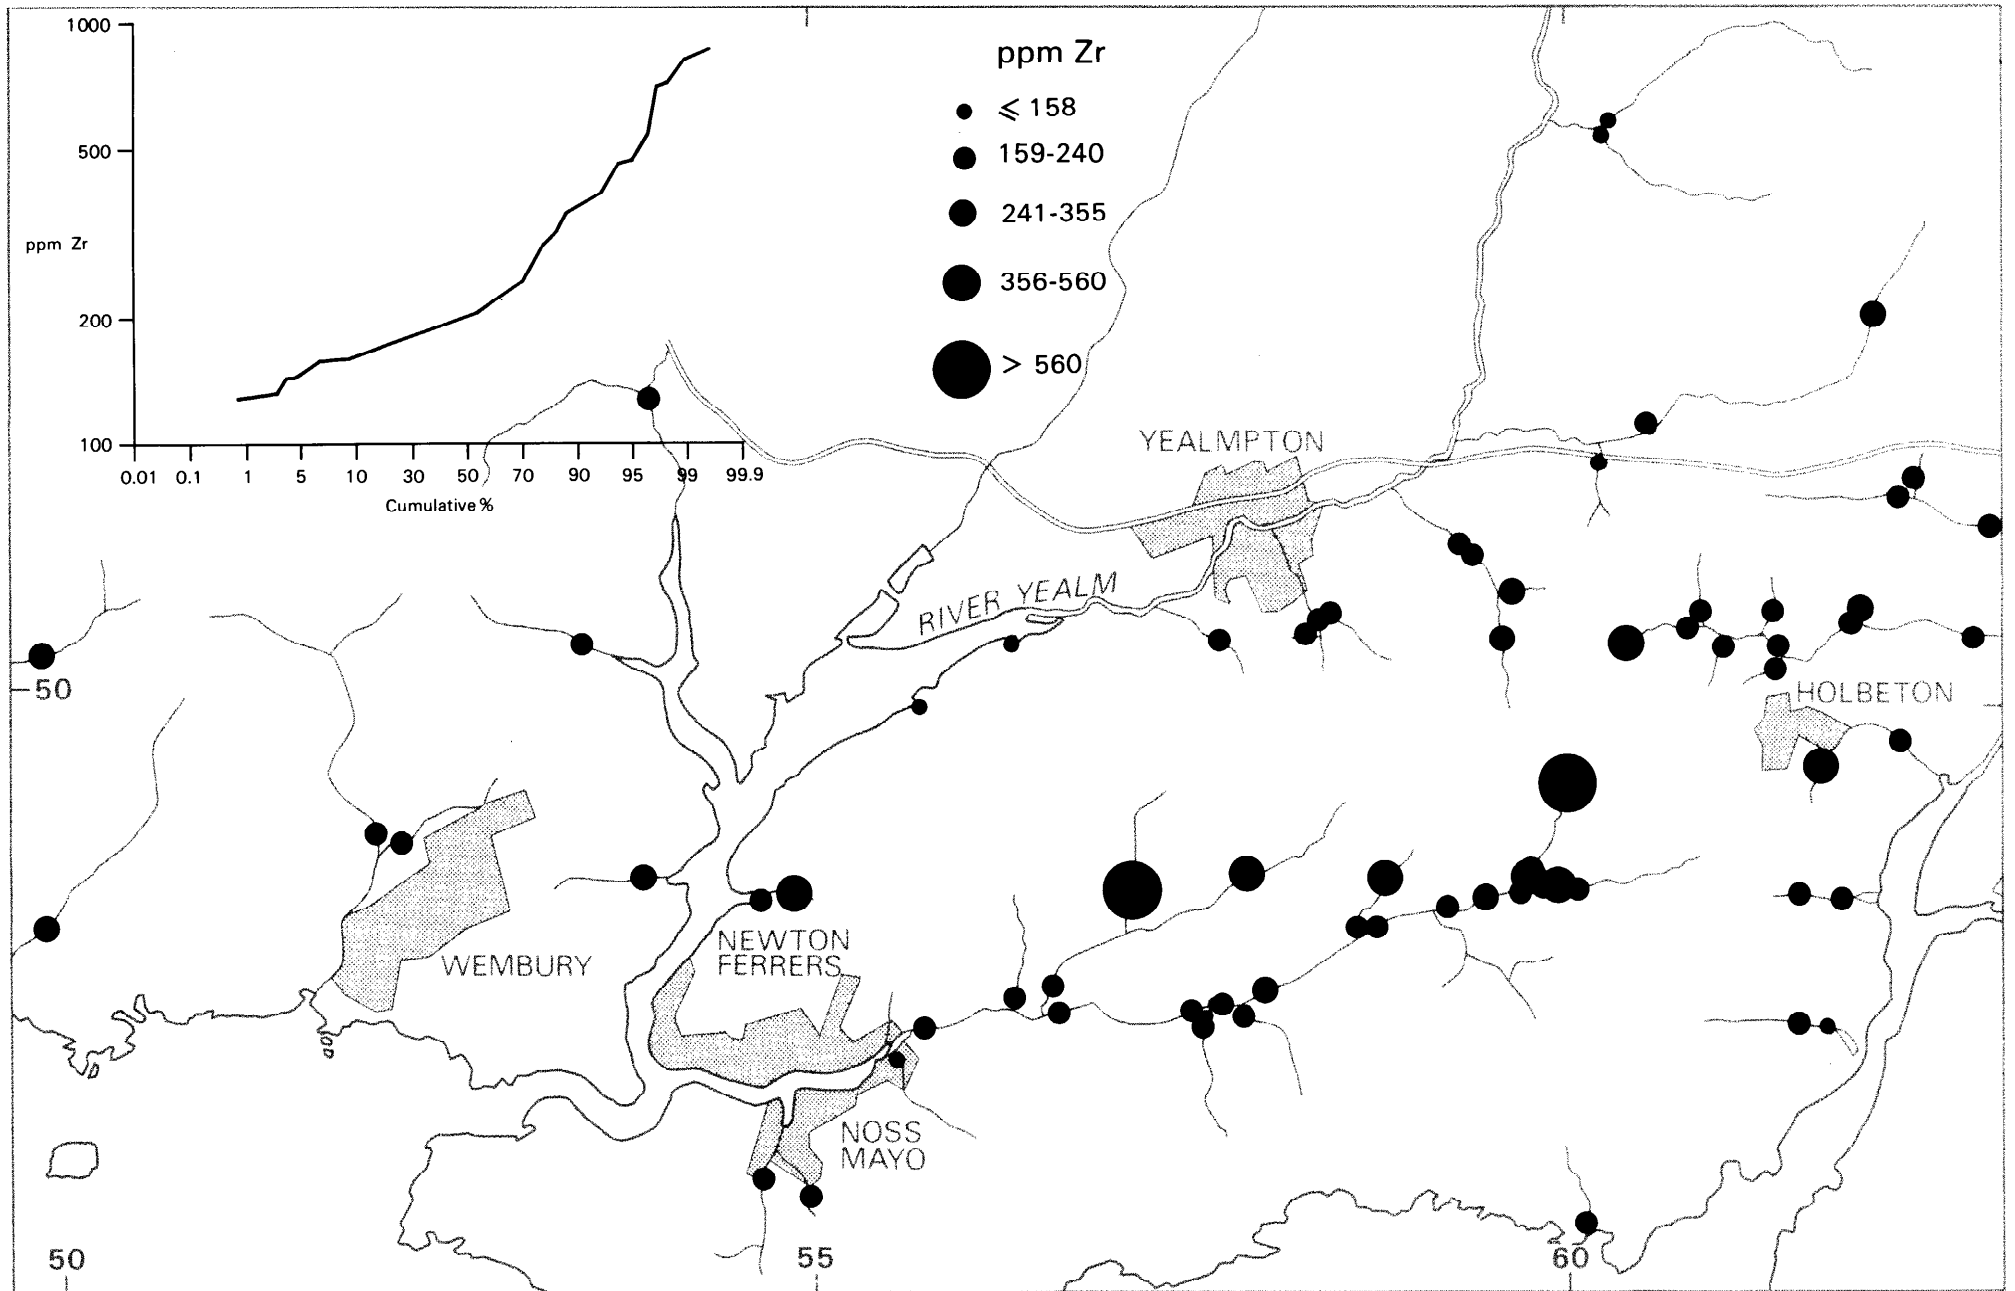 1000
500
ppm Zr
200
100
0.01 0.1 1 5 10 30 50 70 90 95 99 99.9
Cumulative %
ppm Zr
⩽ 158
159-240
241-355
356-560
> 560
YEALMPTON
RIVER YEALM
50
HOLBETON
WEMBURY
NEWTON
FERRERS
NOSS
MAYO
50
55
60